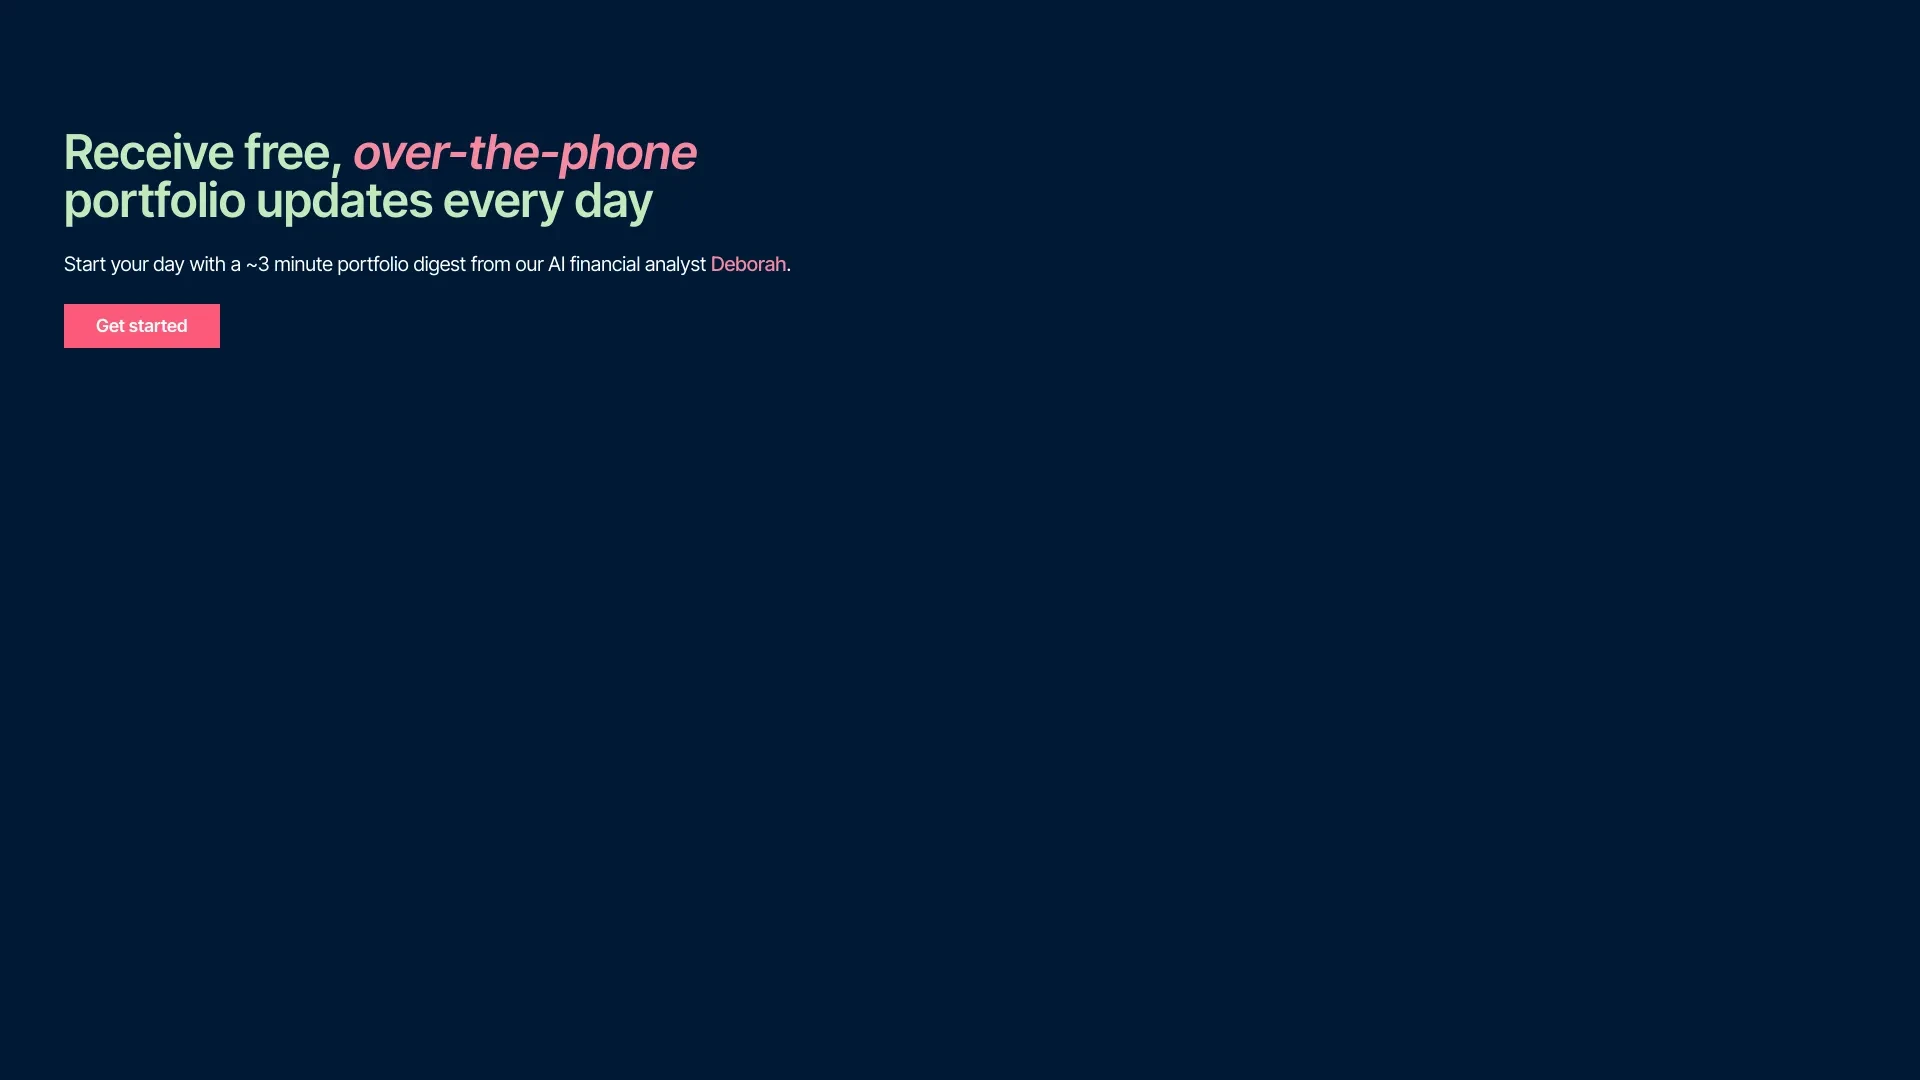 Receive free, over-the-phone
portfolio updates every day
Start your day with a ~3 minute portfolio digest from our AI financial analyst Deborah.
Get started